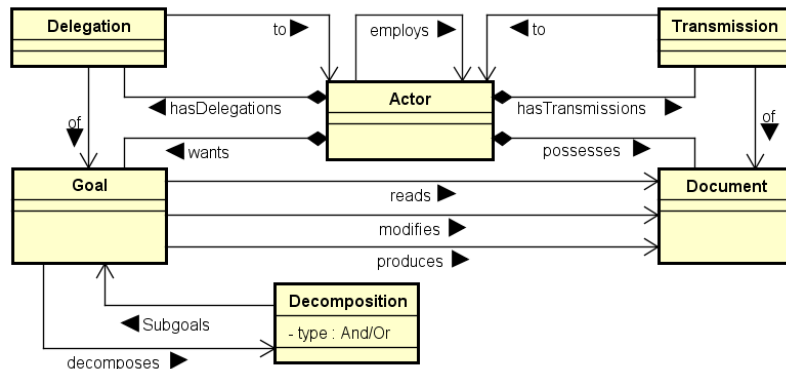 Delegation
to
employs
to
Transmission
hasDelegations
Actor
hasTransmissions
of
of
wants
possesses
Goal
Document
reads
modifies
produces
Decomposition
Subgoals
- type : And/Or
decomposes